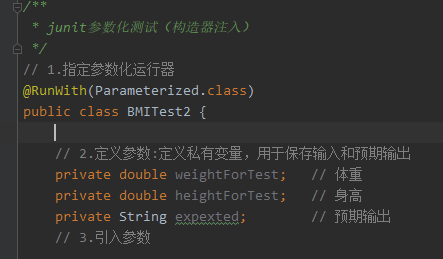 /**
* junit参数化测试（构造器注入）
*/
// 1.指定参数化运行器
@RunWith(Parameterized.class)
public class BMITest2 {
// 2.定义参数:定义私有变量，用于保存输入和预期输出
private double weightForTest; // 体重
private double heightForTest; // 身高
private String expexted; // 预期输出
// 3.引入参数